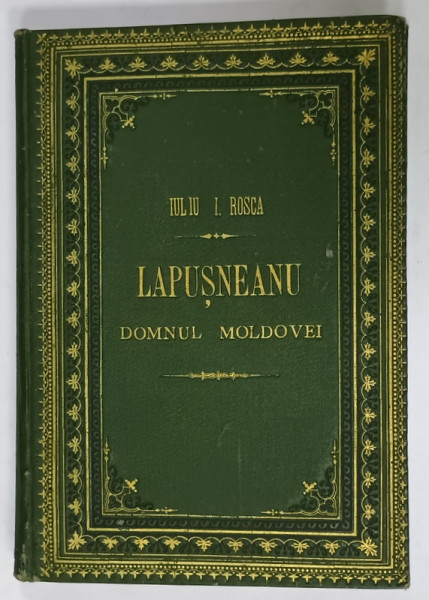 IULIU I. ROSCA
LAPUȘNEANU
DOMNUL MOLDOVEI